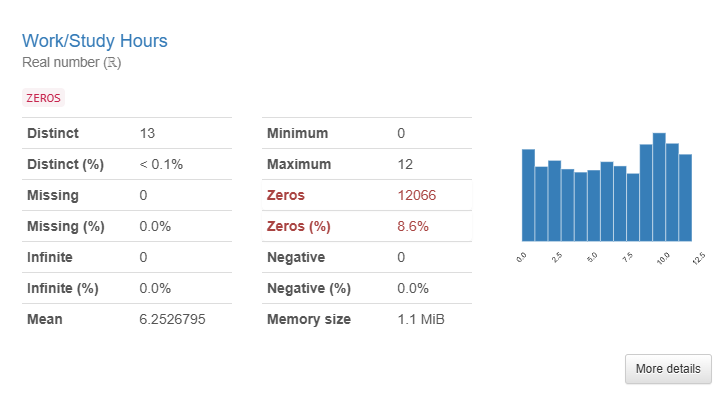 Work/Study Hours
Real number (ℝ)
ZEROS
Distinct 13
Distinct (%) < 0.1%
Missing 0
Missing (%) 0.0%
Infinite 0
Infinite (%) 0.0%
Mean 6.2526795
Minimum 0
Maximum 12
Zeros 12066
Zeros (%) 8.6%
Negative 0
Negative (%) 0.0%
Memory size 1.1 MiB
0.0 2.5 5.0 7.5 10.0 12.5
More details